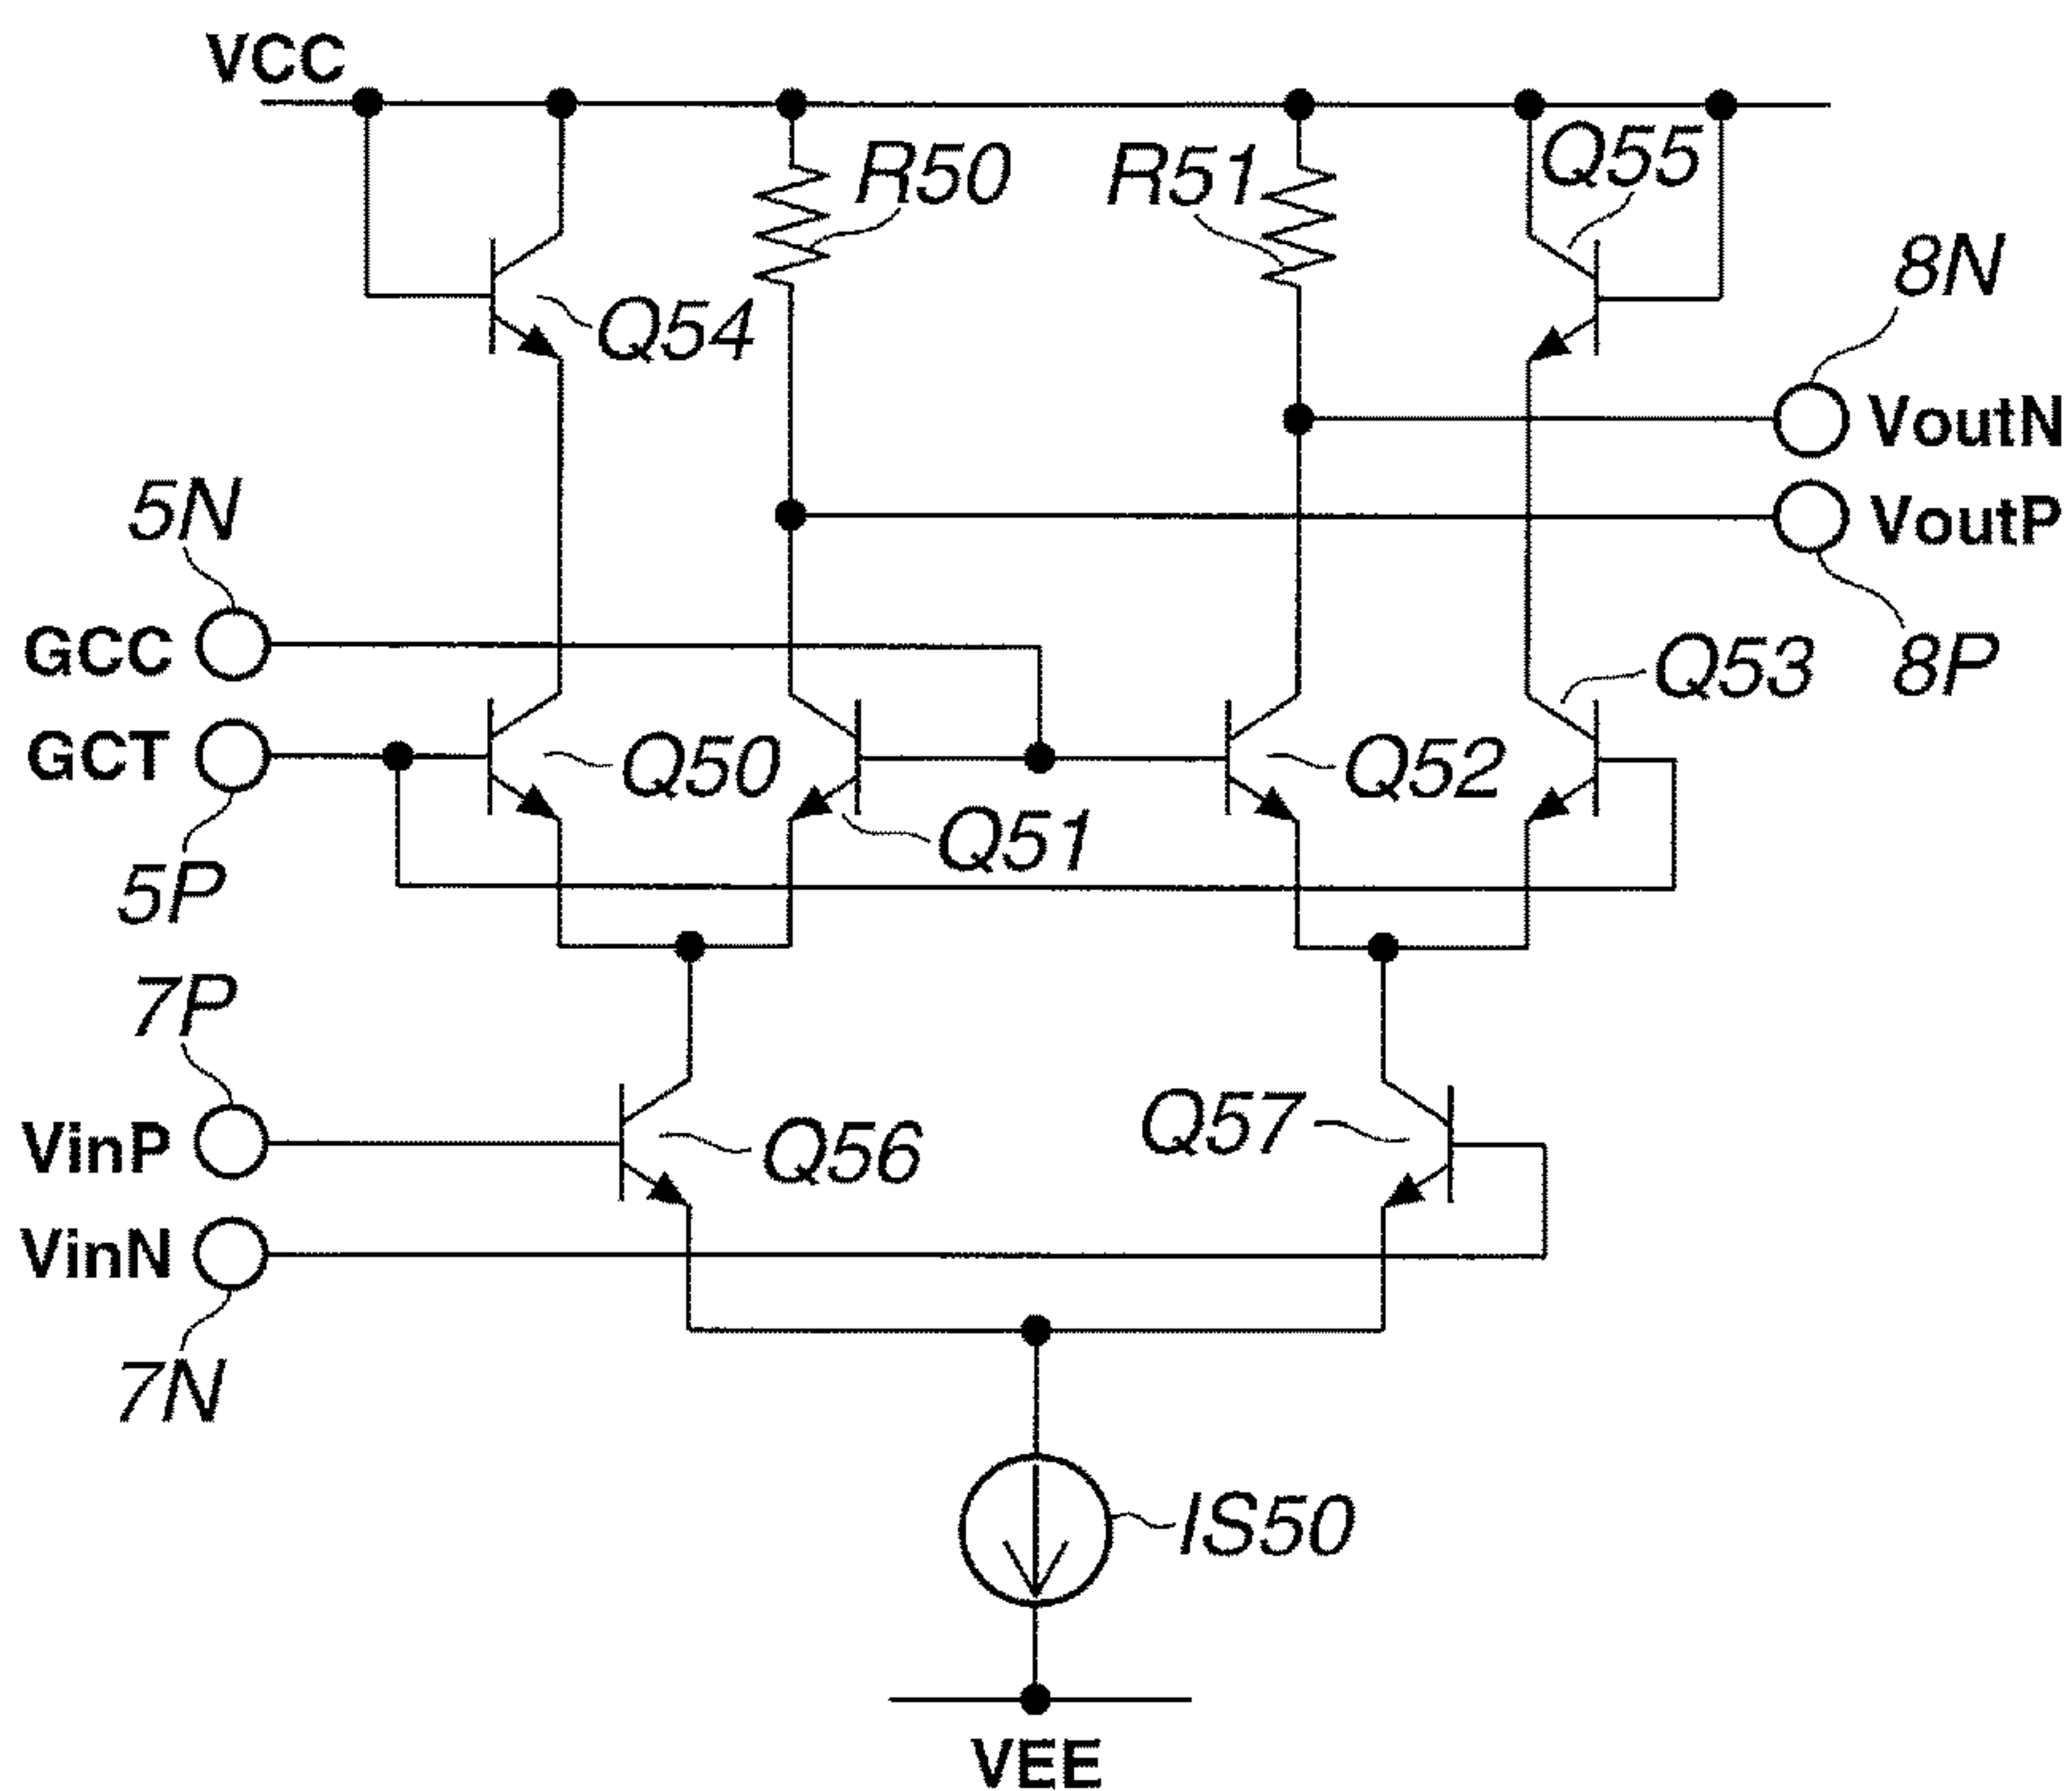 VCC
R50
R51
Q55
8N
Q54
VoutN
5N
VoutP
GCC
Q53
8P
GCT
Q50
Q52
Q51
5P
7P
VinP
Q56
Q57
VinN
7N
IS50
VEE